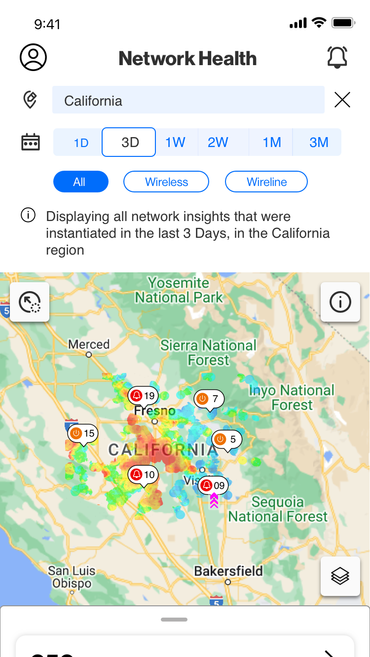 9:41
Network Health
California
1D 3D 1W 2W 1M 3M
All Wireless Wireline
Displaying all network insights that were
instantiated in the last 3 Days, in the California
region
Yosemite
National Park
5
Merced
Sierra National
Forest
19
7
Inyo National
Forest
Fresno
15
5
CALIFORNIA
10
09
Sequoia
National Forest
San Luis
Obispo
Bakersfield
5